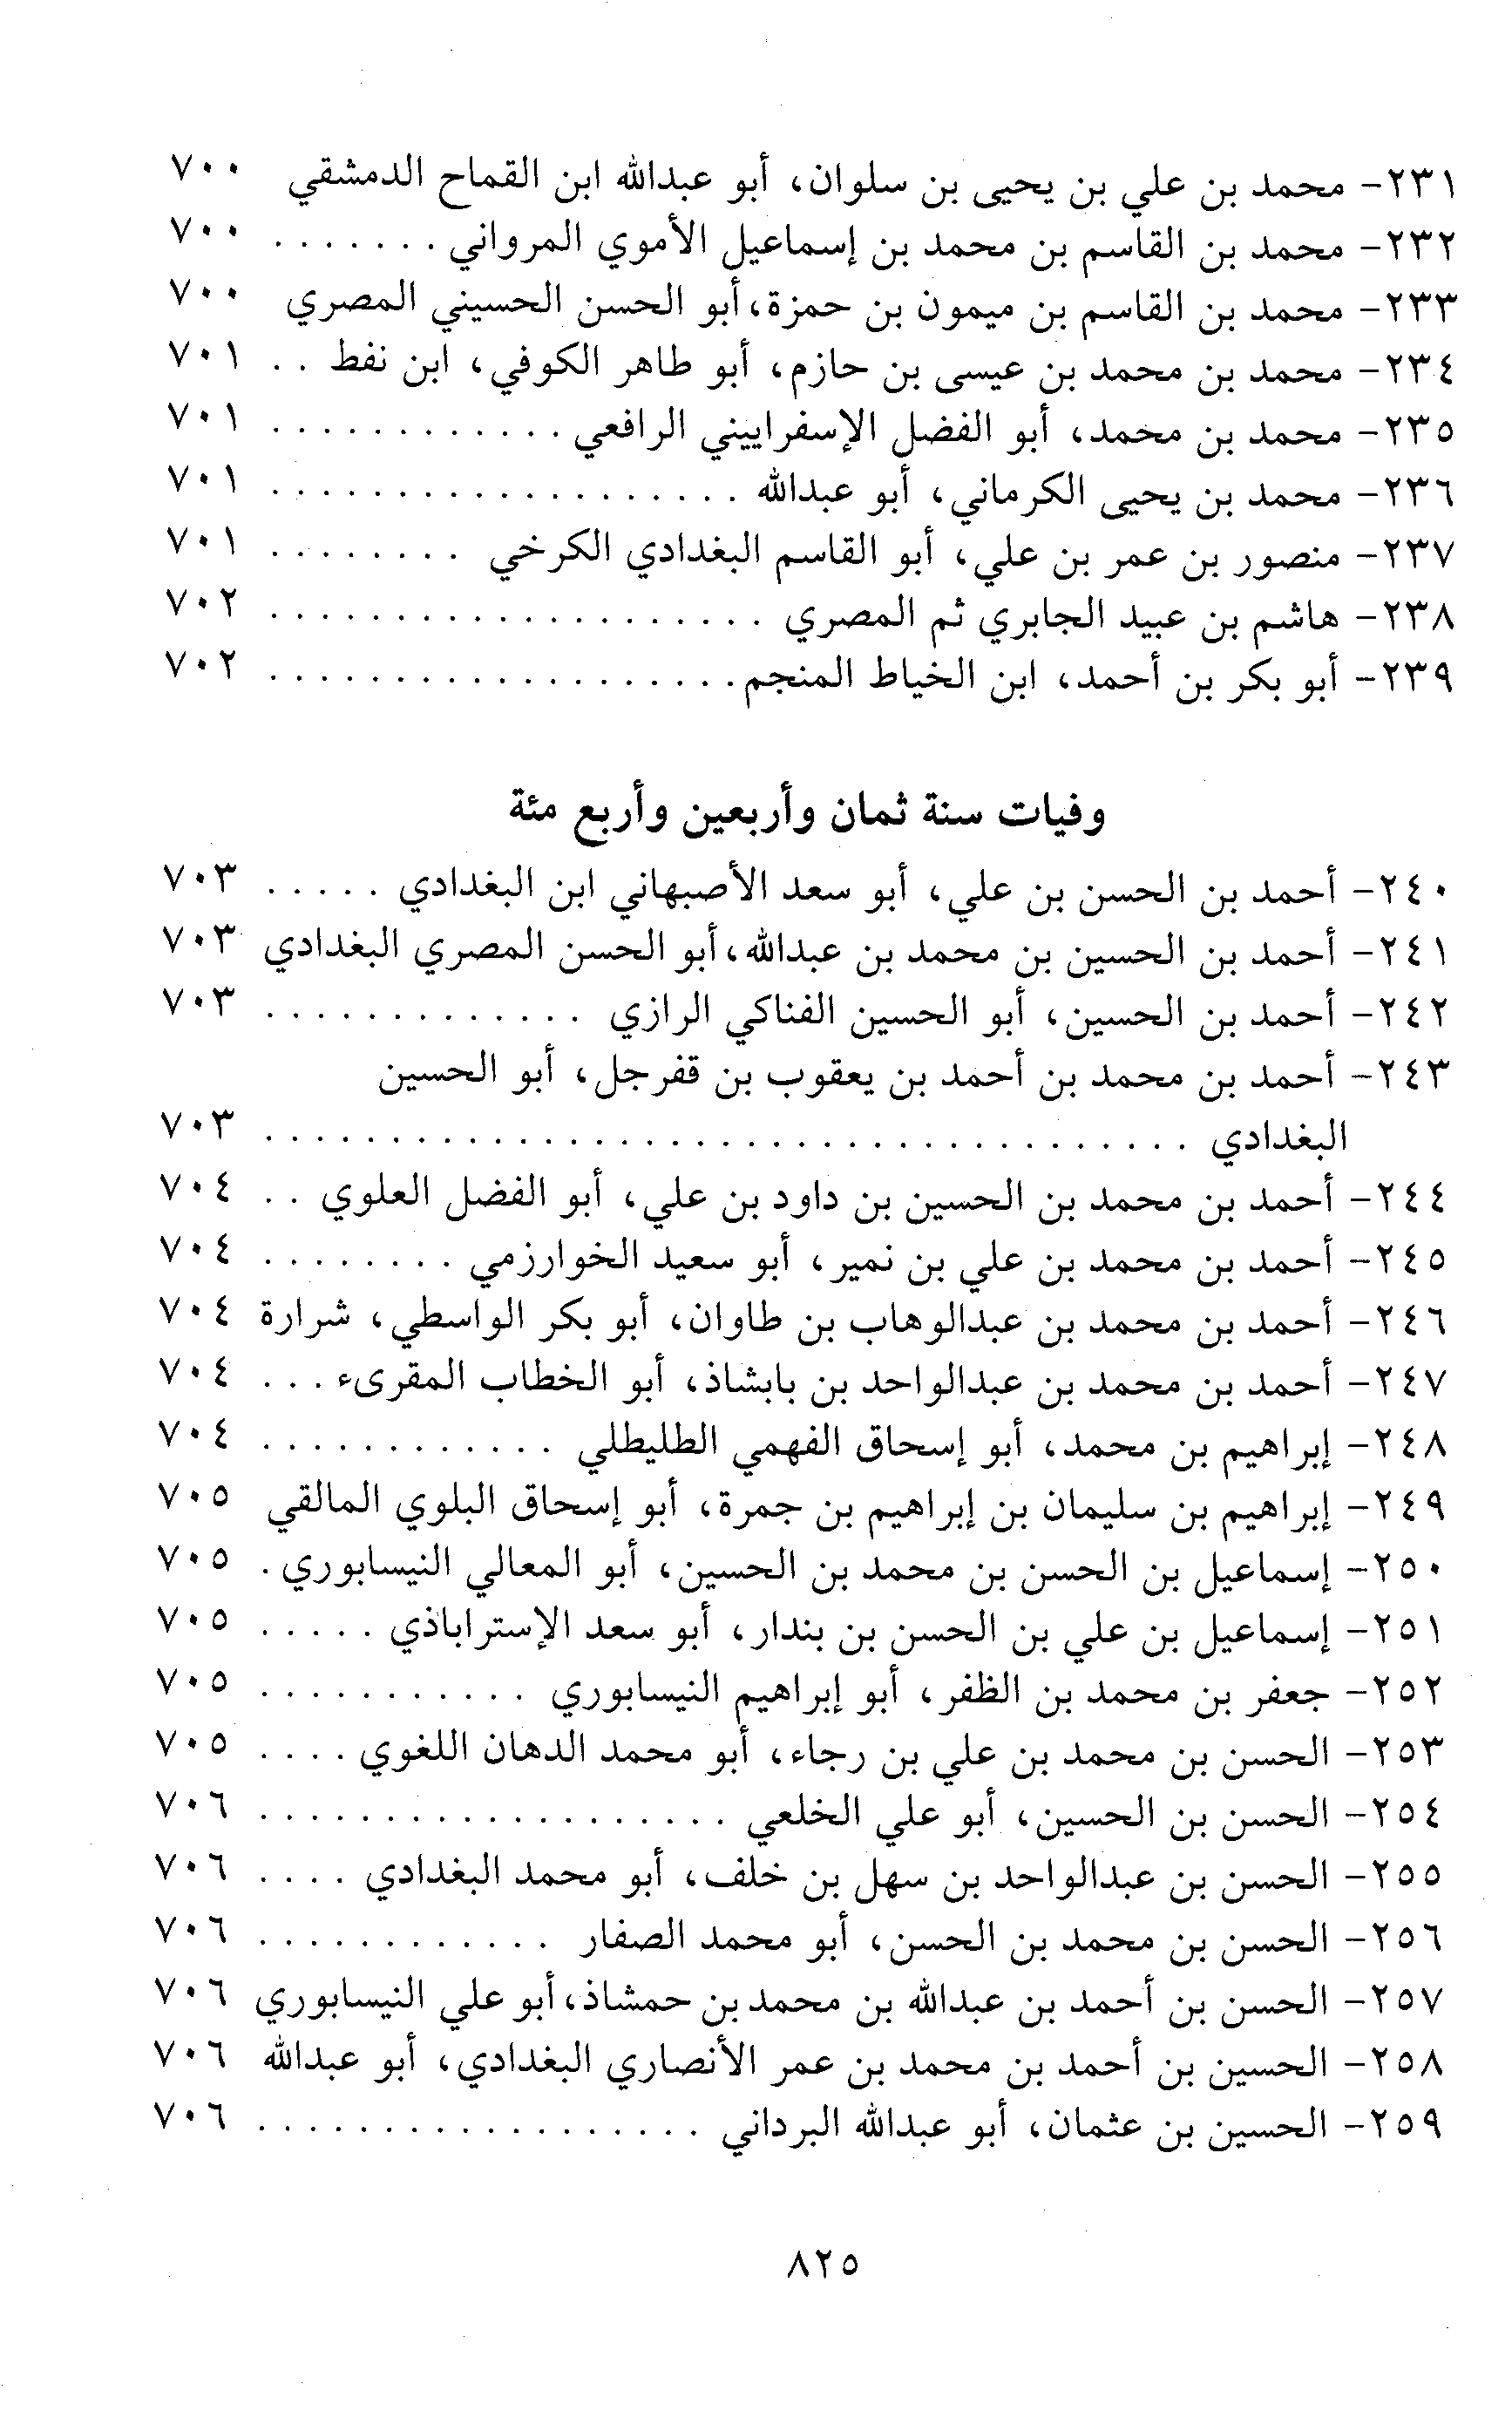 ٢٣١- محمد بن علي بن يحيى بن سلوان، أبو عبدالله ابن القماح الدمشقي ٧٠٠
٢٣٢- محمد بن القاسم بن محمد بن إسماعيل الأموي المرواني . . . . . . . ٧٠٠
٢٣٣- محمد بن القاسم بن ميمون بن حمزة، أبو الحسن الحسيني المصري ٧٠٠
٢٣٤- محمد بن محمد بن عيسى بن حازم، أبو طاهر الكوفي، ابن نفط . . ٧٠١
٢٣٥- محمد بن محمد، أبو الفضل الإسفراييني الرافعي . . . . . . . . . . . . ٧٠١
٢٣٦- محمد بن يحيى الكرماني، أبو عبدالله . . . . . . . . . . . . . . . . . . . ٧٠١
٢٣٧- منصور بن عمر بن علي، أبو القاسم البغدادي الكرخي . . . . . . . . ٧٠١
٢٣٨- هاشم بن عبيد الجابري ثم المصري . . . . . . . . . . . . . . . . . . . . ٧٠٢
٢٣٩- أبو بكر بن أحمد، ابن الخياط المنجم . . . . . . . . . . . . . . . . . . . ٧٠٢
وفيات سنة ثمان وأربعين وأربع مئة
٢٤٠- أحمد بن الحسن بن علي، أبو سعد الأصبهاني ابن البغدادي . . . . . ٧٠٣
٢٤١- أحمد بن الحسين بن محمد بن عبدالله، أبو الحسن المصري البغدادي ٧٠٣
٢٤٢- أحمد بن الحسين، أبو الحسين الفناكي الرازي . . . . . . . . . . . . . ٧٠٣
٢٤٣- أحمد بن محمد بن أحمد بن يعقوب بن قفرجل، أبو الحسين
البغدادي . . . . . . . . . . . . . . . . . . . . . . . . . . . . . . . . . . . . . ٧٠٣
٢٤٤- أحمد بن محمد بن الحسين بن داود بن علي، أبو الفضل العلوي . . ٧٠٤
٢٤٥- أحمد بن محمد بن علي بن نمير، أبو سعيد الخوارزمي . . . . . . . . ٧٠٤
٢٤٦- أحمد بن محمد بن عبدالوهاب بن طاوان، أبو بكر الواسطي، شرارة ٧٠٤
٢٤٧- أحمد بن محمد بن عبدالواحد بن بابشاذ، أبو الخطاب المقرىء . . . ٧٠٤
٢٤٨- إبراهيم بن محمد، أبو إسحاق الفهمي الطليطلي . . . . . . . . . . . . ٧٠٤
٢٤٩- إبراهيم بن سليمان بن إبراهيم بن جمرة، أبو إسحاق البلوي المالقي ٧٠٥
٢٥٠- إسماعيل بن الحسن بن محمد بن الحسين، أبو المعالي النيسابوري . ٧٠٥
٢٥١- إسماعيل بن علي بن الحسن بن بندار، أبو سعد الإستراباذي . . . . . ٧٠٥
٢٥٢- جعفر بن محمد بن الظفر، أبو إبراهيم النيسابوري . . . . . . . . . . . ٧٠٥
٢٥٣- الحسن بن محمد بن علي بن رجاء، أبو محمد الدهان اللغوي . . . . ٧٠٥
٢٥٤- الحسن بن الحسين، أبو علي الخلعي . . . . . . . . . . . . . . . . . . . ٧٠٦
٢٥٥- الحسن بن عبدالواحد بن سهل بن خلف، أبو محمد البغدادي . . . . ٧٠٦
٢٥٦- الحسن بن محمد بن الحسن، أبو محمد الصفار . . . . . . . . . . . . ٧٠٦
٢٥٧- الحسن بن أحمد بن عبدالله بن محمد بن حمشاذ، أبو علي النيسابوري ٧٠٦
٢٥٨- الحسين بن أحمد بن محمد بن عمر الأنصاري البغدادي، أبو عبدالله ٧٠٦
٢٥٩- الحسين بن عثمان، أبو عبدالله البرداني . . . . . . . . . . . . . . . . . . ٧٠٦
٨٢٥